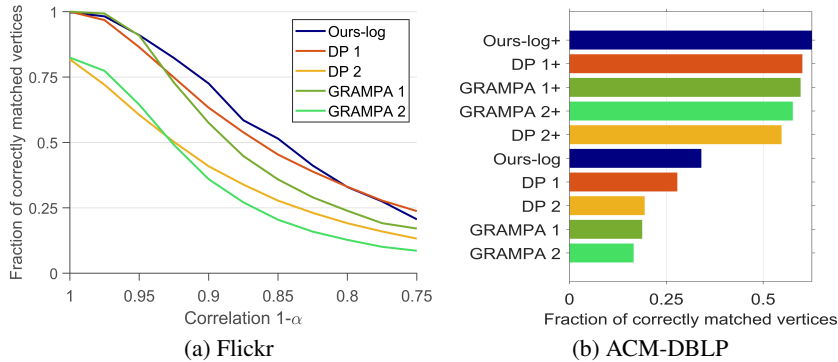 Fraction of correctly matched vertices
1
0.75
0.5
0.25
0
1 0.95 0.9 0.85 0.8 0.75
Correlation 1-α
Ours-log
DP 1
DP 2
GRAMPA 1
GRAMPA 2
(a) Flickr
Ours-log+
DP 1+
GRAMPA 1+
GRAMPA 2+
DP 2+
Ours-log
DP 1
DP 2
GRAMPA 1
GRAMPA 2
0 0.25 0.5
Fraction of correctly matched vertices
(b) ACM-DBLP